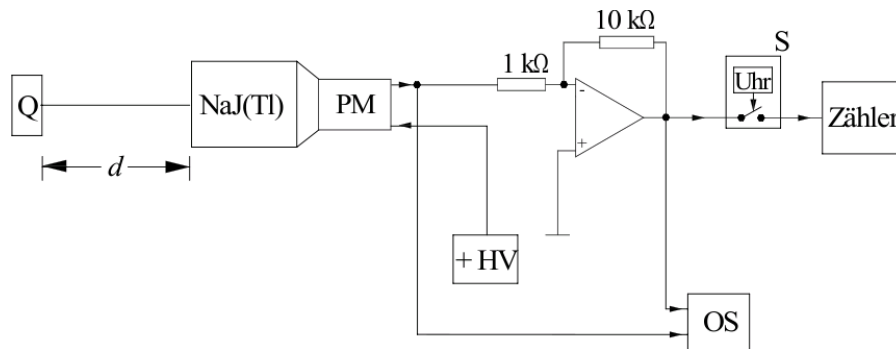 10 kΩ
S
1 kΩ
Uhr
Q
NaJ(Tl)
PM
-
+
Zähler
d
+ HV
OS